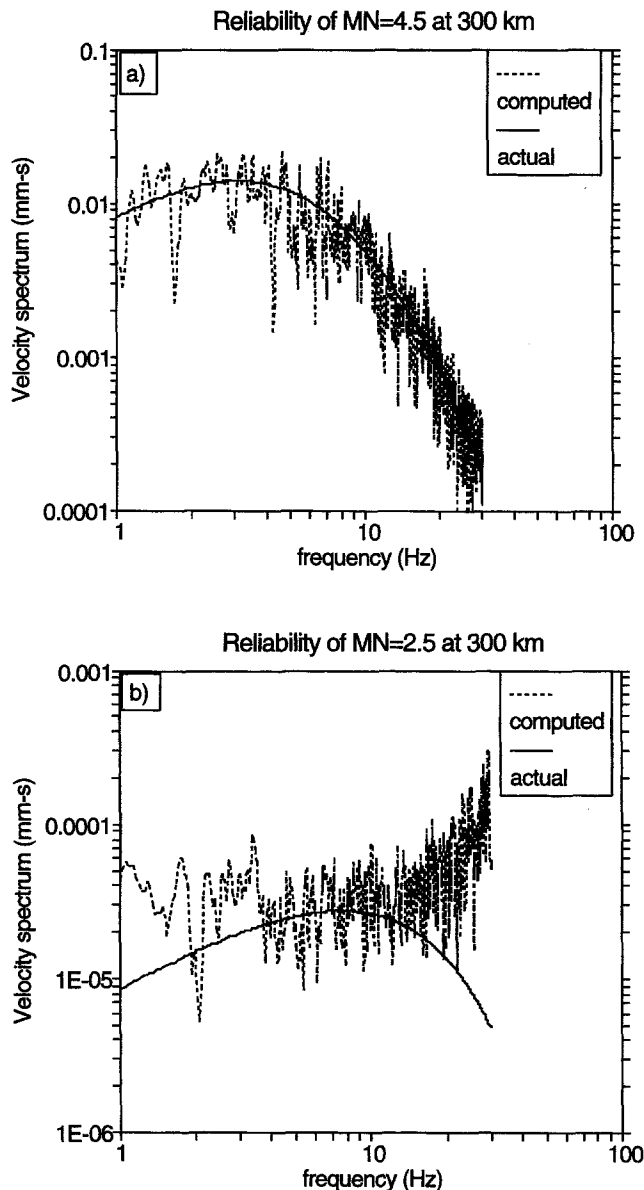 Reliability of MN=4.5 at 300 km
a)
computed
actual
Velocity spectrum (mm-s)
0.1
0.01
0.001
0.0001
1
10
100
frequency (Hz)
Reliability of MN=2.5 at 300 km
b)
computed
actual
Velocity spectrum (mm-s)
0.001
0.0001
1E-05
1E-06
1
10
100
frequency (Hz)